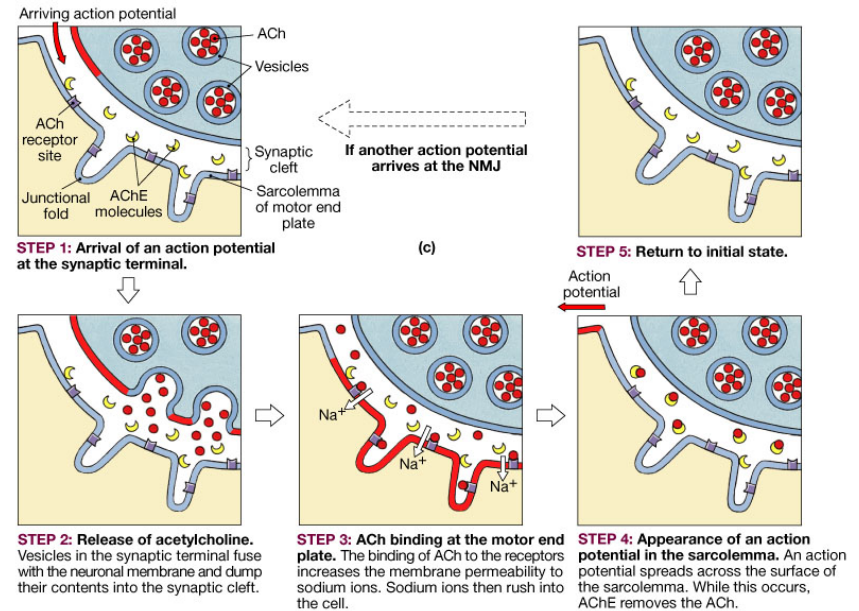 Arriving action potential
ACh
Vesicles
ACh
receptor
site
Synaptic
cleft
Junctional
fold
AChE
molecules
Sarcolemma
of motor end
plate
STEP 1: Arrival of an action potential
at the synaptic terminal.
If another action potential
arrives at the NMJ
(c)
STEP 5: Return to initial state.
Action
potential
Na+
Na+
Na+
STEP 2: Release of acetylcholine.
Vesicles in the synaptic terminal fuse
with the neuronal membrane and dump
their contents into the synaptic cleft.
STEP 3: ACh binding at the motor end
plate. The binding of ACh to the receptors
increases the membrane permeability to
sodium ions. Sodium ions then rush into
the cell.
STEP 4: Appearance of an action
potential in the sarcolemma. An action
potential spreads across the surface of
the sarcolemma. While this occurs,
AChE removes the ACh.